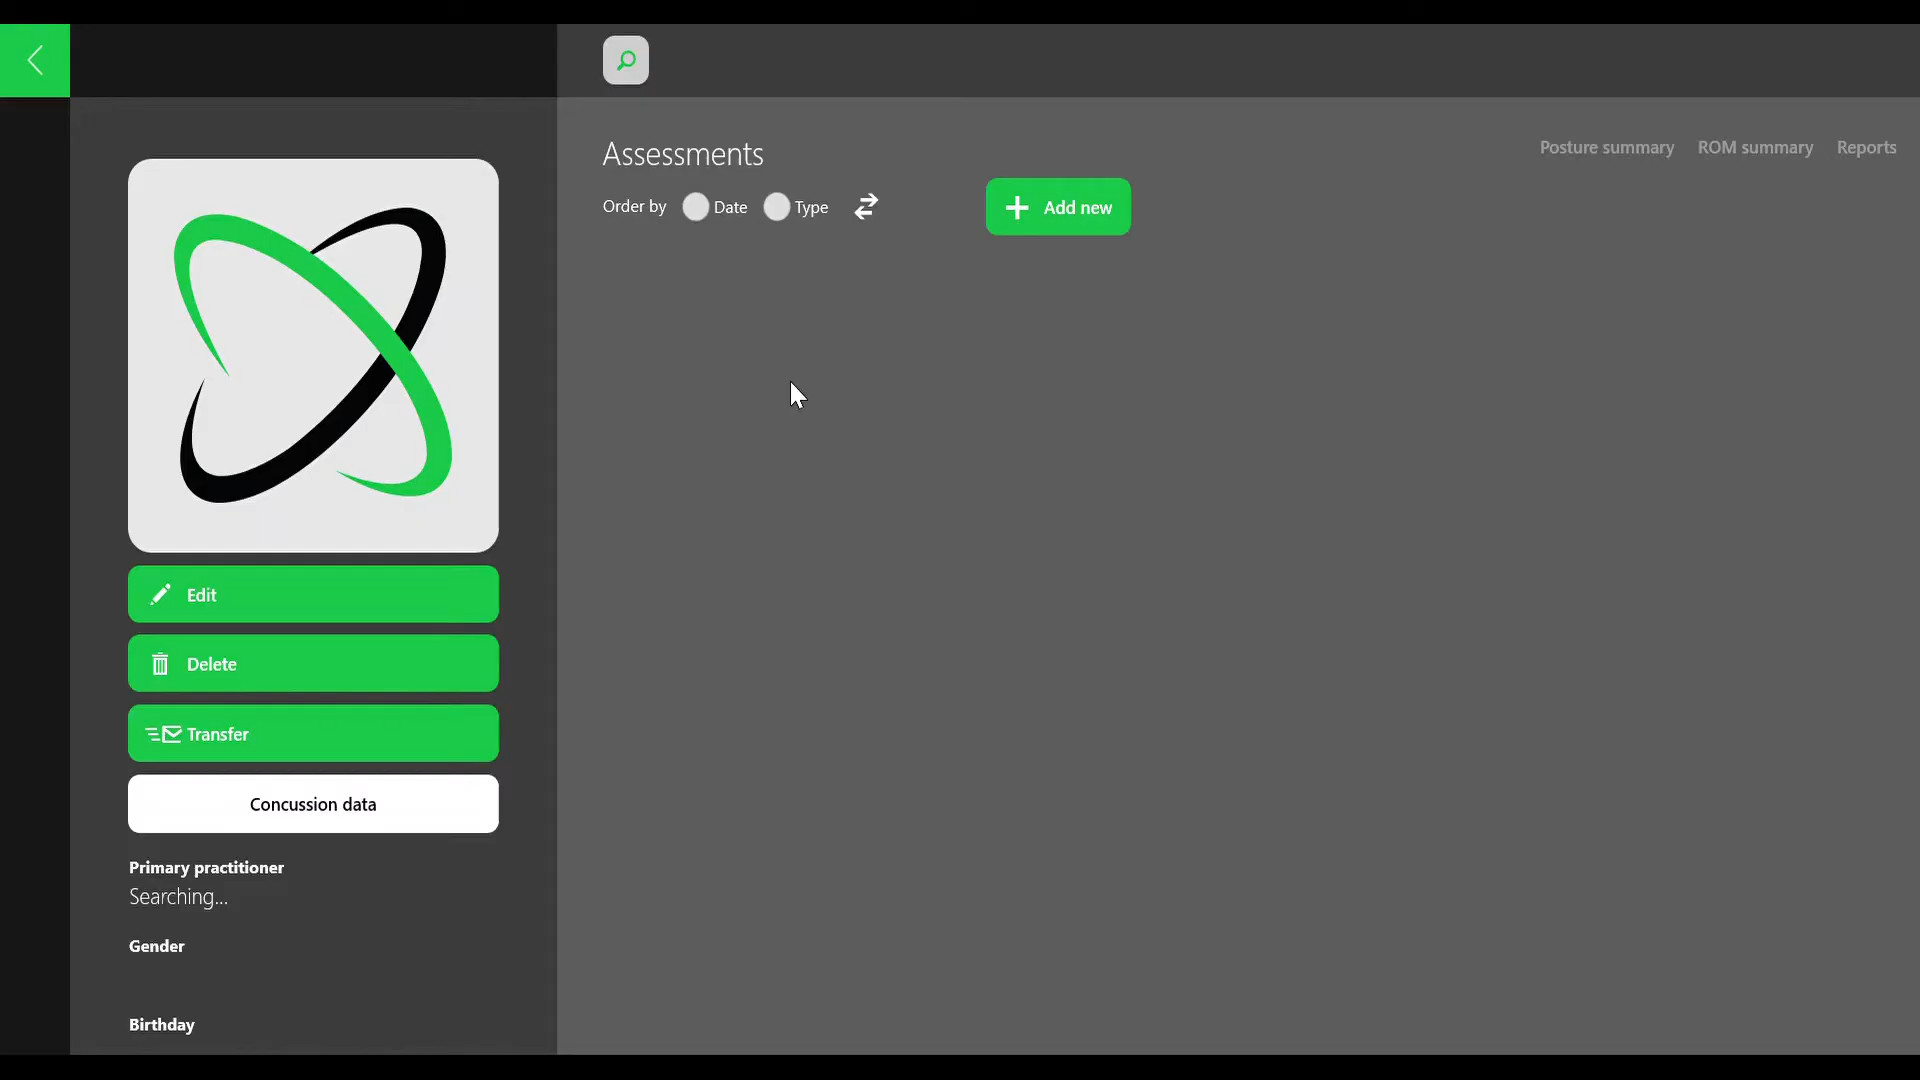 Assessments
Posture summary ROM summary Reports
Order by Date Type
Add new
Edit
Delete
Transfer
Concussion data
Primary practitioner
Searching...
Gender
Birthday